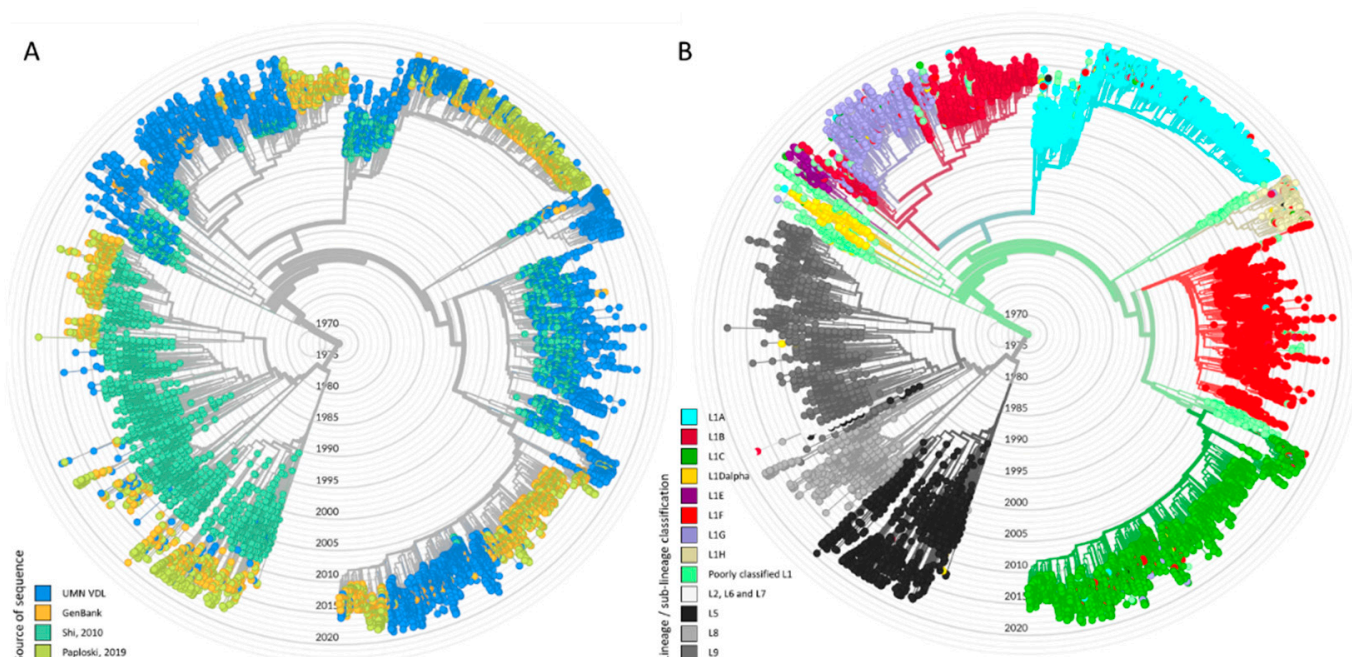 A
1970
1975
1980
1985
1990
1995
2000
2005
2010
2015
2020
UMN VDL
GenBank
Shi, 2010
Paploski, 2019
ource of sequence
B
1970
1975
1980
1985
1990
1995
2000
2005
2010
2015
2020
L1A
L1B
L1C
L1Dalpha
L1E
L1F
L1G
L1H
Poorly classified L1
L2, L6 and L7
L5
L8
L9
Lineage / sub-lineage classification